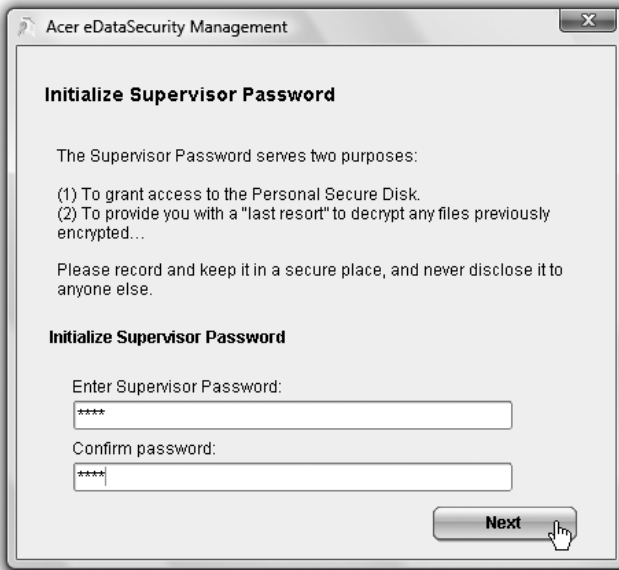 Acer eDataSecurity Management
X
Initialize Supervisor Password
The Supervisor Password serves two purposes:
(1) To grant access to the Personal Secure Disk.
(2) To provide you with a "last resort" to decrypt any files previously
encrypted...
Please record and keep it in a secure place, and never disclose it to
anyone else.
Initialize Supervisor Password
Enter Supervisor Password:
****
Confirm password:
****
Next